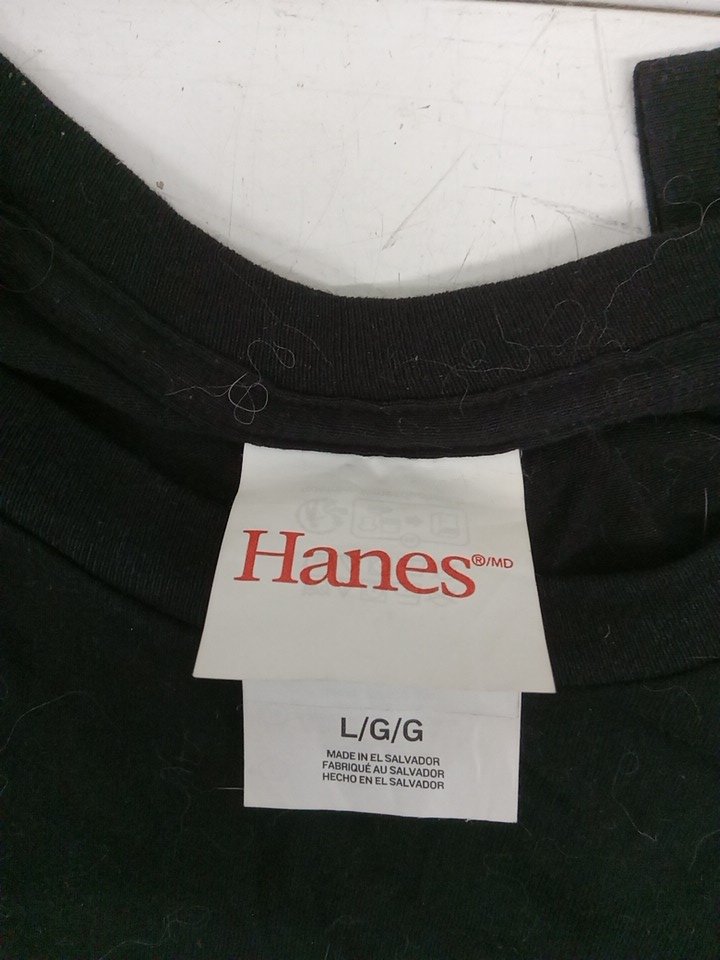 Hanes®/MD
L/G/G
MADE IN EL SALVADOR
FABRIQUÉ AU SALVADOR
HECHO EN EL SALVADOR